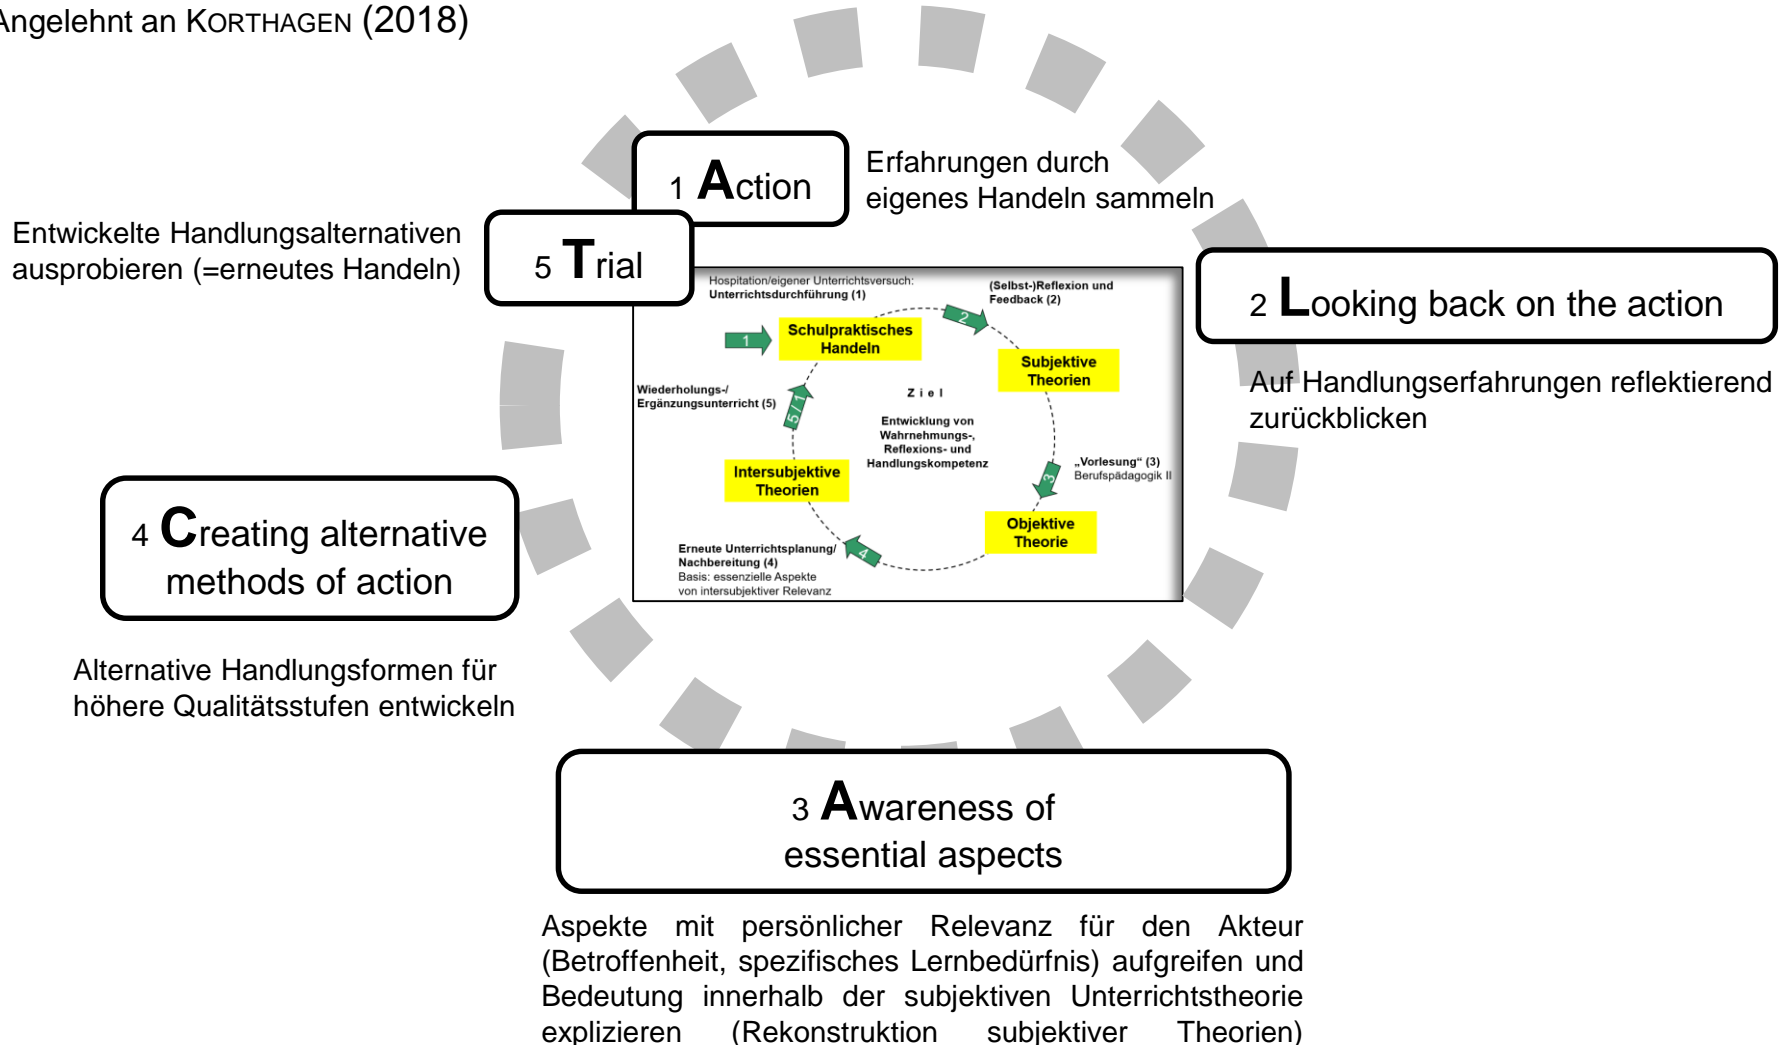 Angelehnt an KORTHAGEN (2018)
1 Action
Erfahrungen durch
eigenes Handeln sammeln
5 Trial
Entwickelte Handlungsalternativen
ausprobieren (=erneutes Handeln)
2 Looking back on the action
Auf Handlungserfahrungen reflektierend
zurückblicken
Hospitation/eigener Unterrichtsversuch:
Unterrichtsdurchführung (1)
(Selbst-)Reflexion und
Feedback (2)
1
Schulpraktisches
Handeln
2
Subjektive
Theorien
Wiederholungs-/
Ergänzungsunterricht (5)
5 / 1
Ziel
Entwicklung von
Wahrnehmungs-,
Reflexions- und
Handlungskompetenz
Intersubjektive
Theorien
3
„Vorlesung“ (3)
Berufspädagogik II
Objektive
Theorie
4
Erneute Unterrichtsplanung/
Nachbereitung (4)
Basis: essenzielle Aspekte
von intersubjektiver Relevanz
4 Creating alternative
methods of action
Alternative Handlungsformen für
höhere Qualitätsstufen entwickeln
3 Awareness of
essential aspects
Aspekte mit persönlicher Relevanz für den Akteur
(Betroffenheit, spezifisches Lernbedürfnis) aufgreifen und
Bedeutung innerhalb der subjektiven Unterrichtstheorie
explizieren (Rekonstruktion subjektiver Theorien)